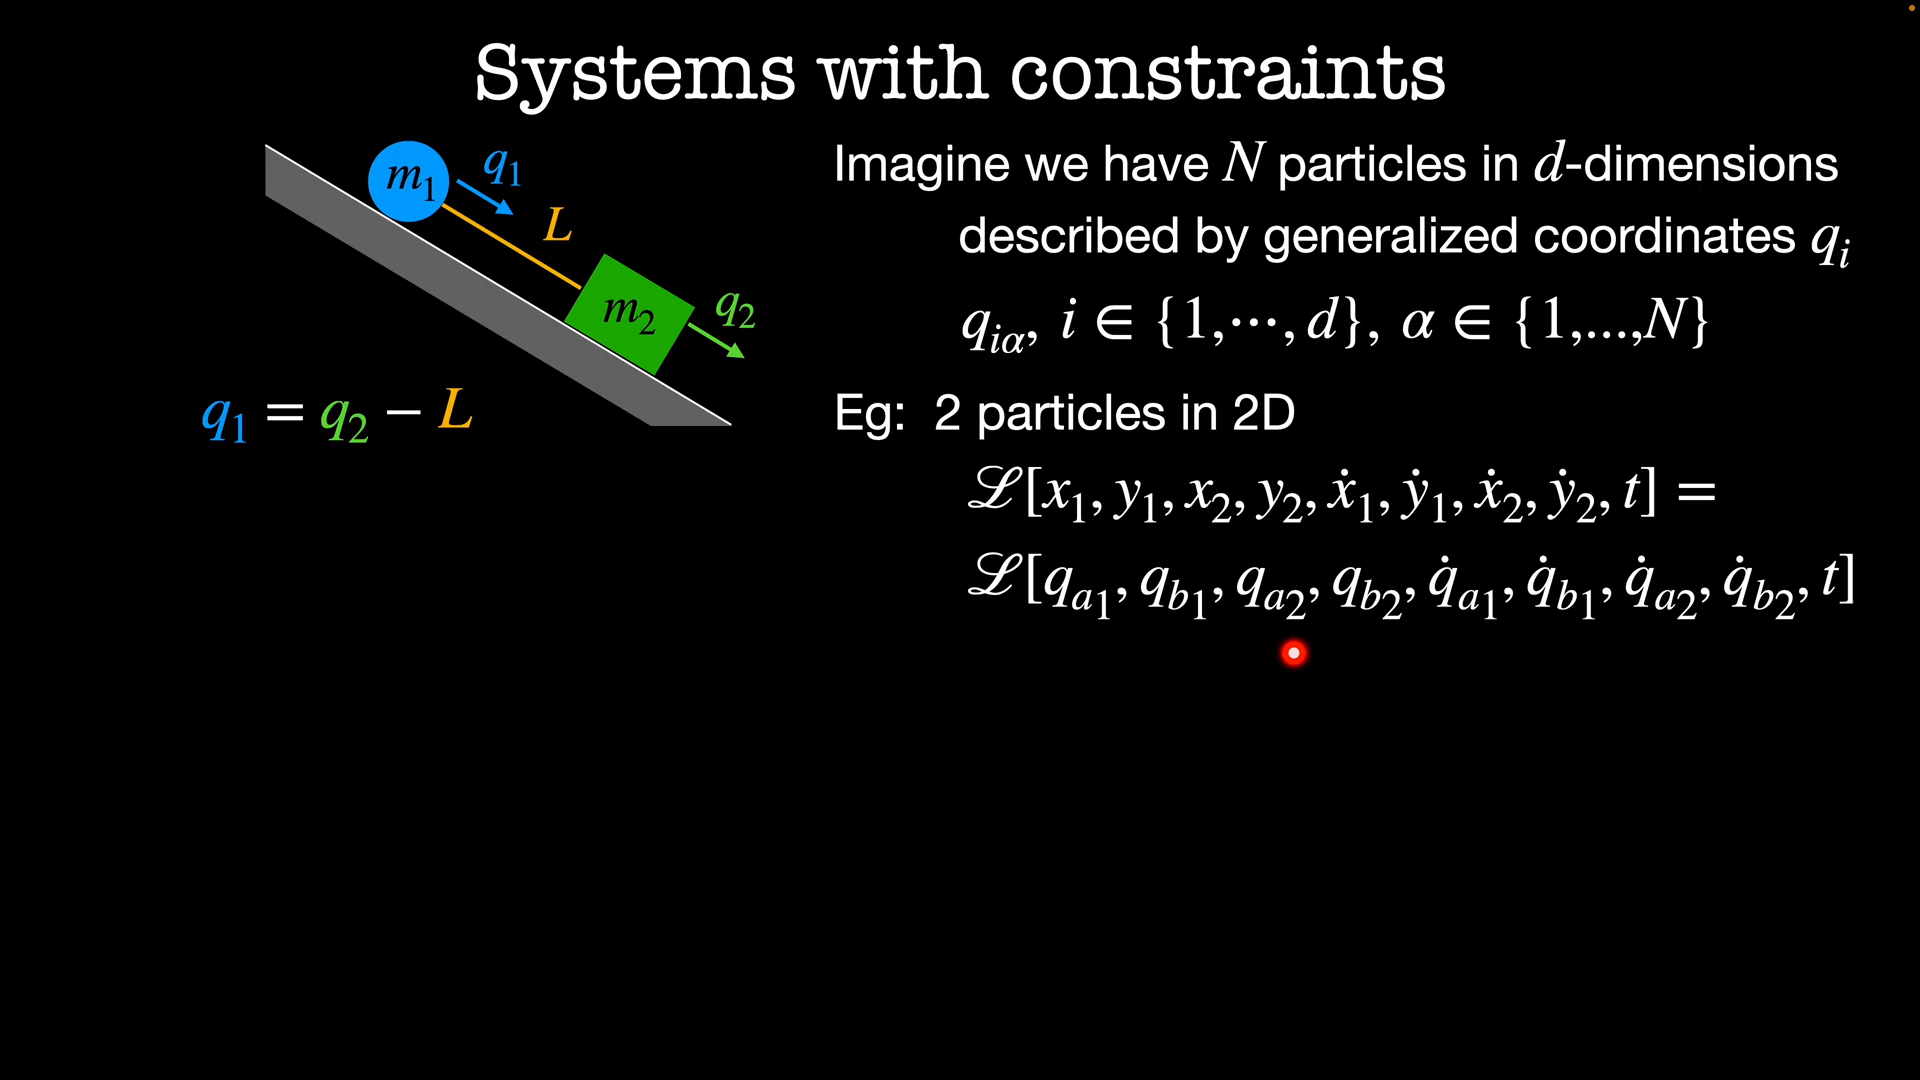 Systems with constraints
m₁
q₁
L
m₂
q₂
q₁ = q₂ − L
Imagine we have N particles in d-dimensions
described by generalized coordinates qᵢ
q_{iα}, i ∈ {1,⋯, d}, α ∈ {1,...,N}
Eg: 2 particles in 2D
ℒ[x₁, y₁, x₂, y₂, ẋ₁, ẏ₁, ẋ₂, ẏ₂, t] =
ℒ[q_{a₁}, q_{b₁}, q_{a₂}, q_{b₂}, q̇_{a₁}, q̇_{b₁}, q̇_{a₂}, q̇_{b₂}, t]